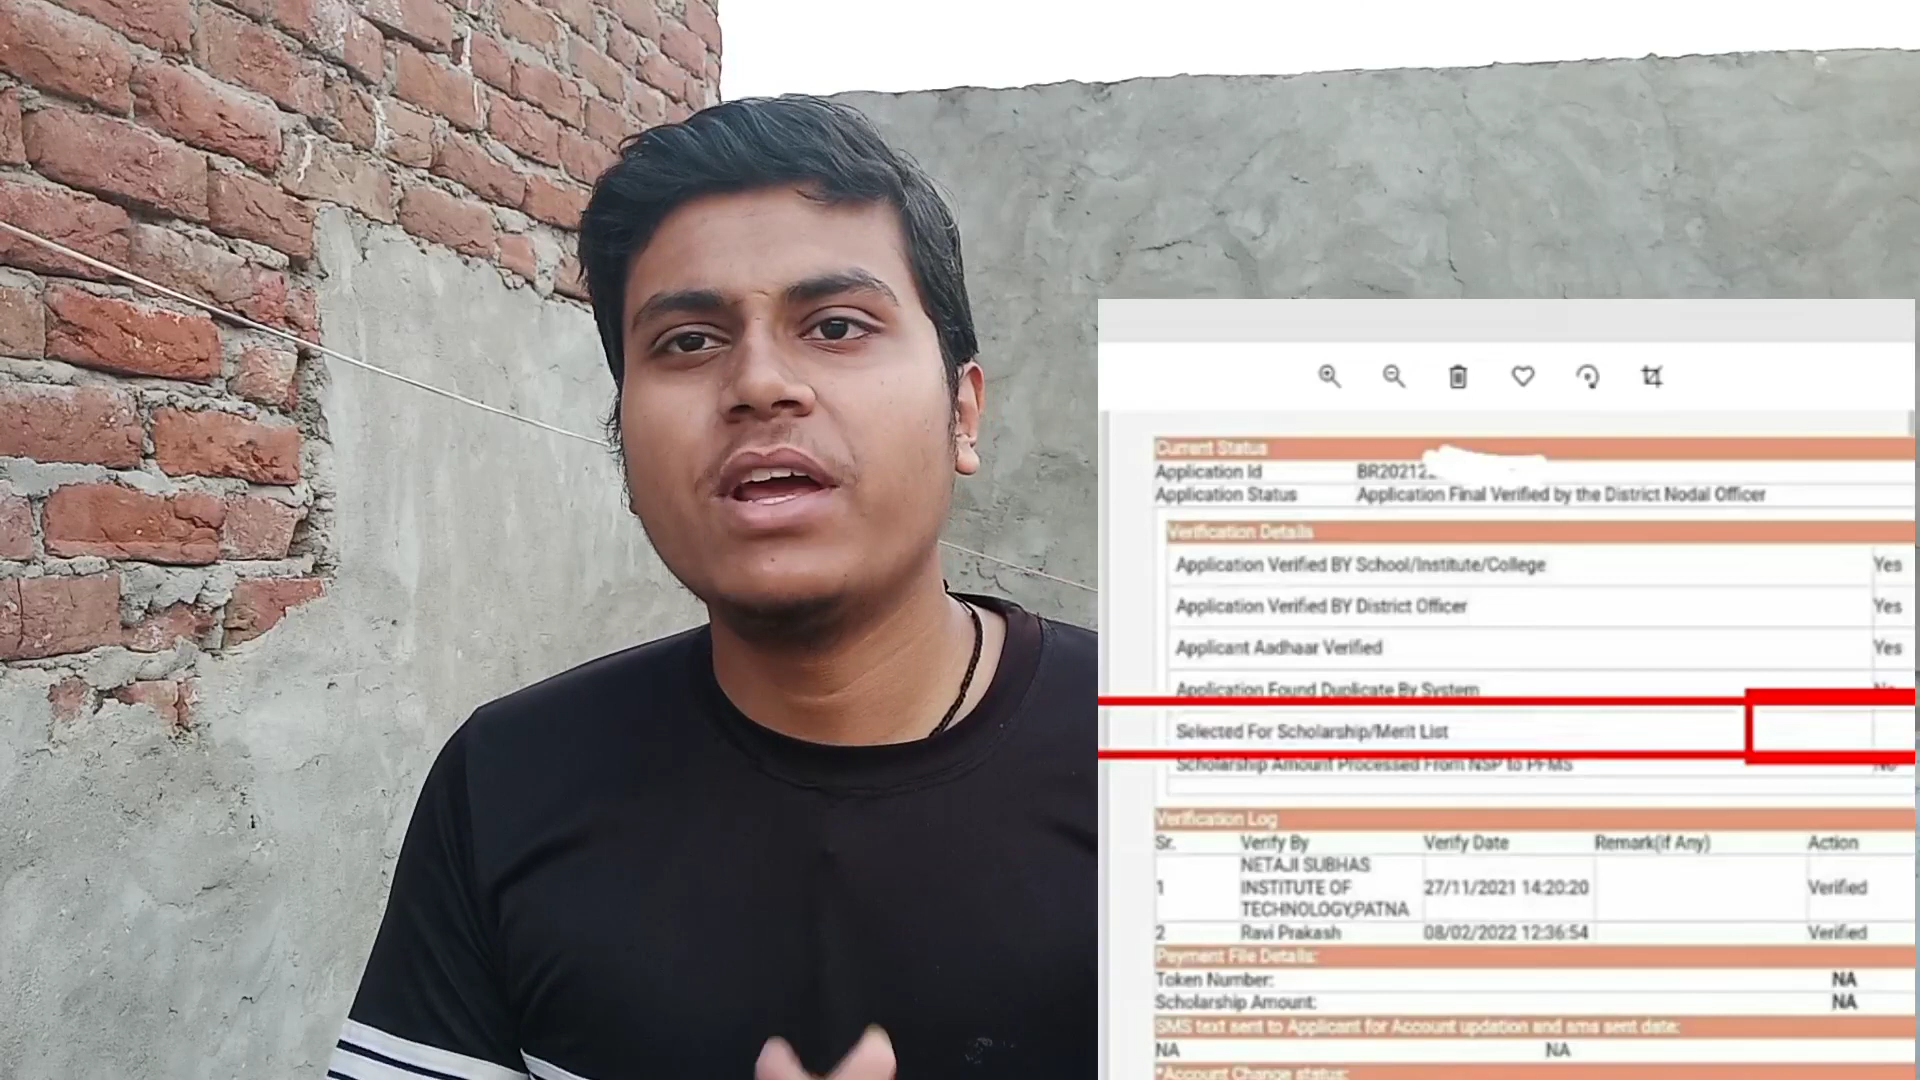 Current Status
Application Id BR20212
Application Status Application Final Verified by the District Nodal Officer
Verification Details
Application Verified BY School/Institute/College Yes
Application Verified BY District Officer Yes
Applicant Aadhaar Verified Yes
Application Found Duplicate By System No
Selected For Scholarship/Merit List
Scholarship Amount Processed From NSP to PFMS No
Verification Log
Sr. Verify By Verify Date Remark(if Any) Action
1 NETAJI SUBHAS INSTITUTE OF TECHNOLOGY,PATNA 27/11/2021 14:20:20 Verified
2 Ravi Prakash 08/02/2022 12:36:54 Verified
Payment File Details:
Token Number: NA
Scholarship Amount: NA
SMS text sent to Applicant for Account updation and sms sent date:
NA NA
*Account Change status: